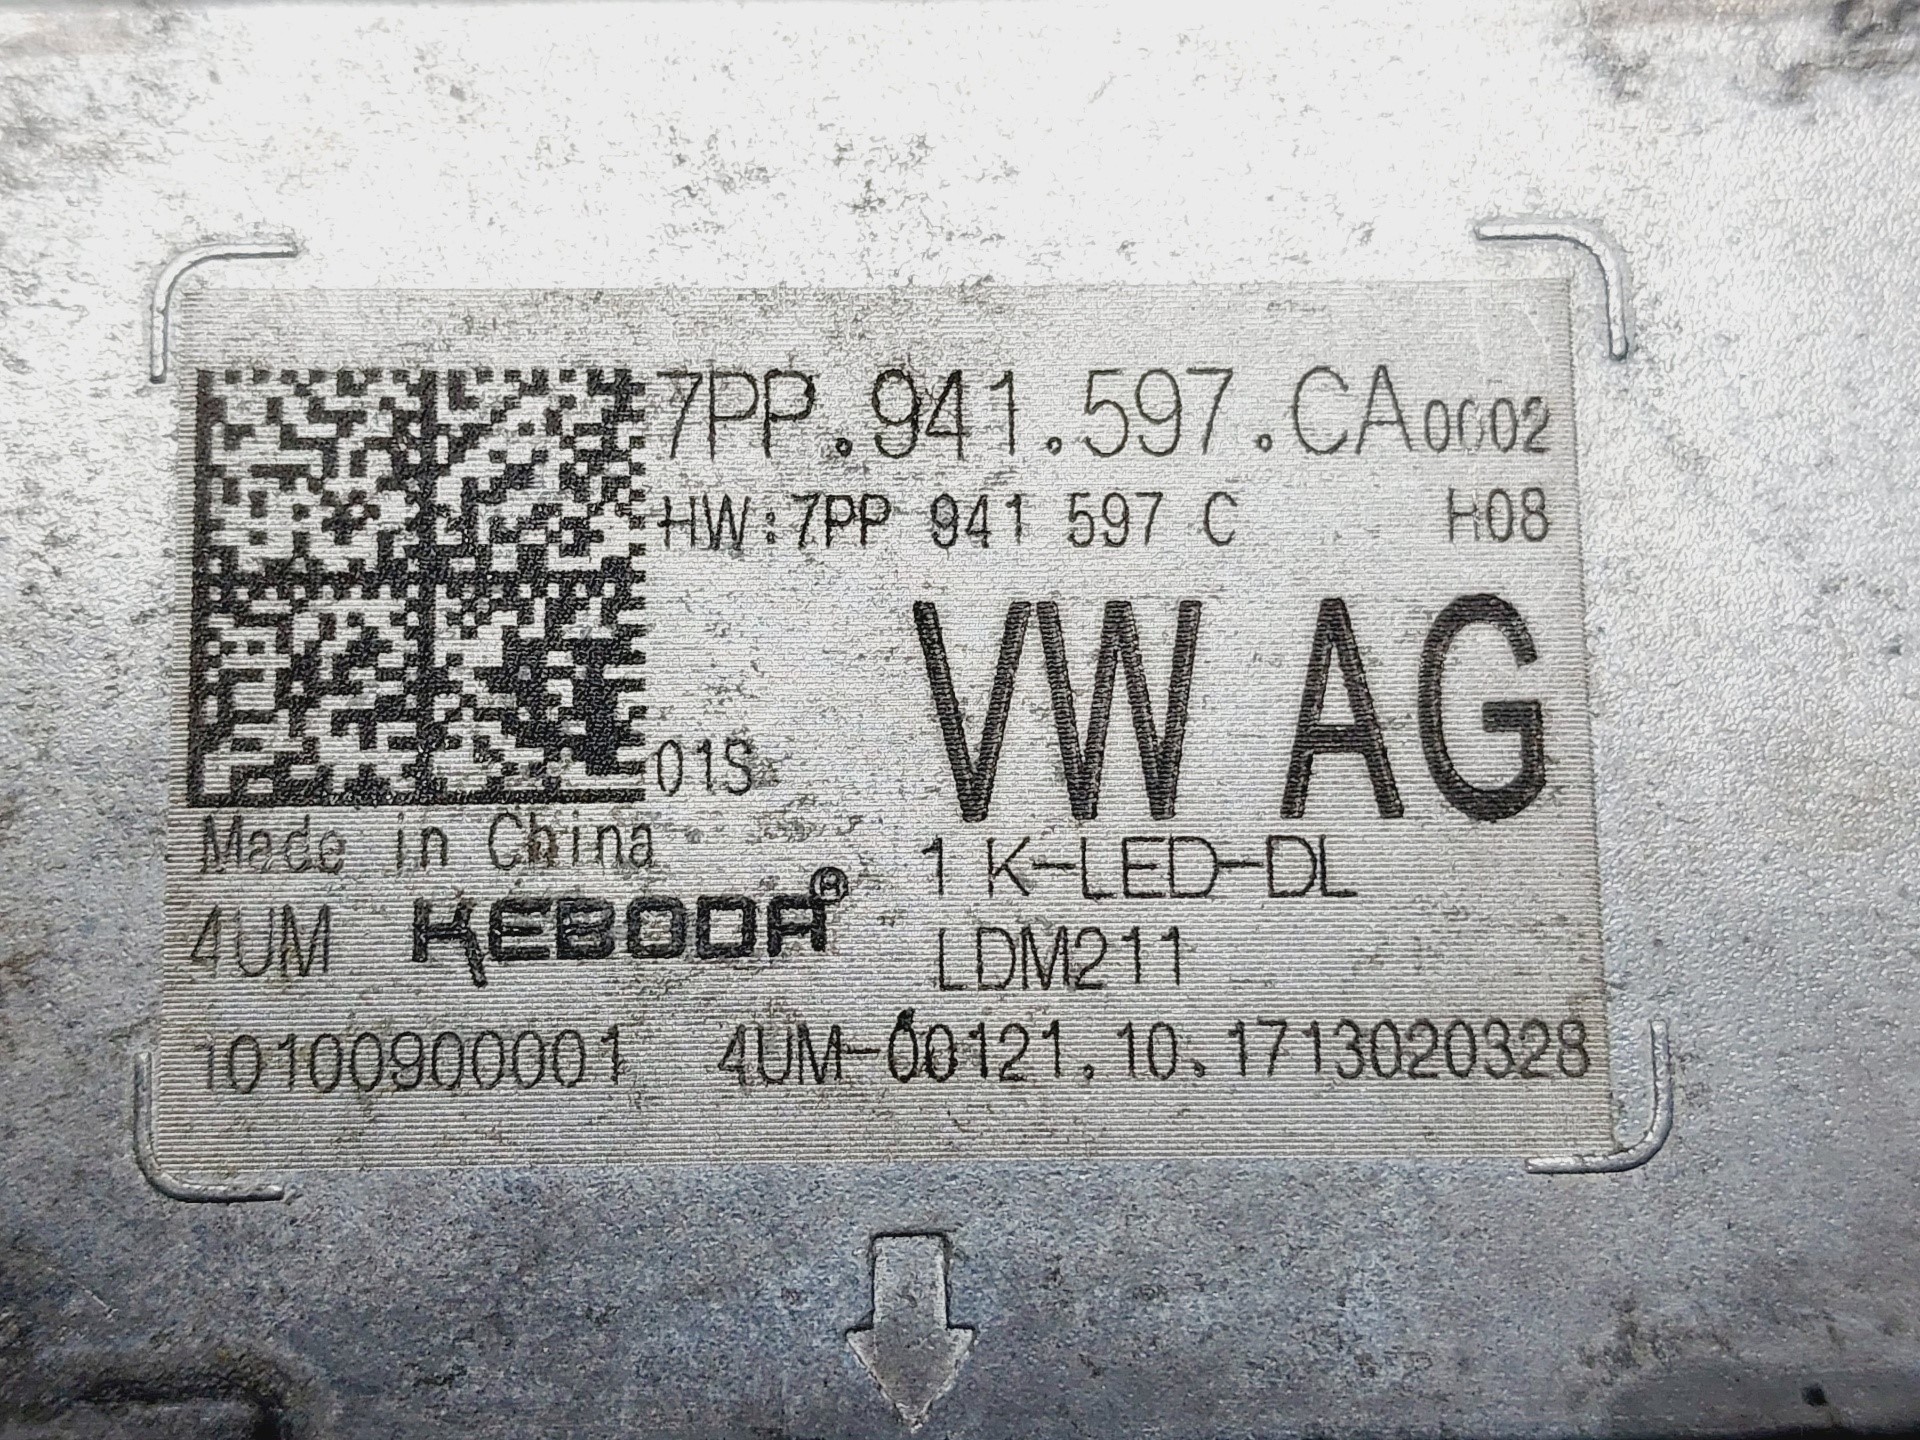 7PP.941.597.CA0002
HW:7PP 941 597 C H08
VW AG
01S
Made in China
1 K-LED-DL
4UM KEBODA®
LDM211
10100900001 4UM-00121.10.1713020328